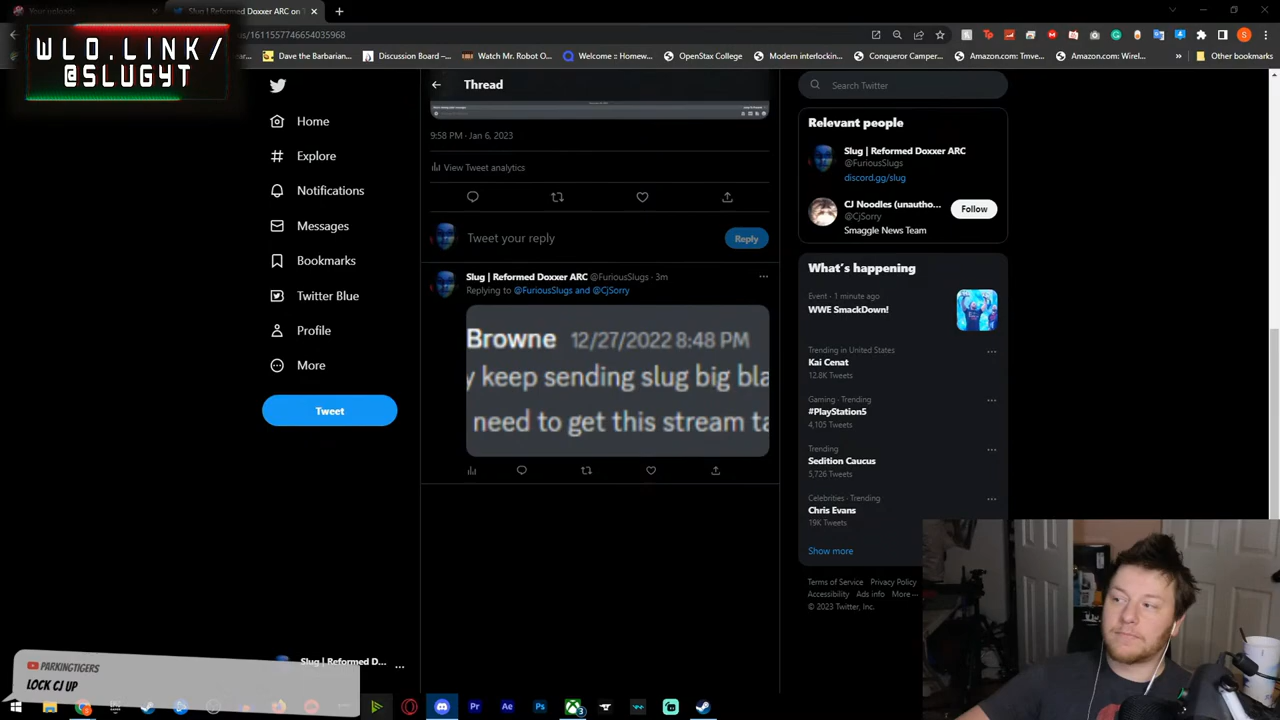 Your uploads
Slug | Reformed Doxxer ARC on T
1611557746654035968
WLO.LINK/
@SLUGYT
Dave the Barbarian...
Discussion Board –...
Watch Mr. Robot O...
Welcome :: Homew...
OpenStax College
Modern interlockin...
Conqueror Camper...
Amazon.com: Tmve...
Amazon.com: Wirel...
Other bookmarks
Thread
9:58 PM · Jan 6, 2023
View Tweet analytics
Tweet your reply
Reply
Slug | Reformed Doxxer ARC @FuriousSlugs · 3m
Replying to @FuriousSlugs and @CjSorry
Browne 12/27/2022 8:48 PM
y keep sending slug big bla
need to get this stream ta
Home
Explore
Notifications
Messages
Bookmarks
Twitter Blue
Profile
More
Tweet
Slug | Reformed D...
Search Twitter
Relevant people
Slug | Reformed Doxxer ARC
@FuriousSlugs
discord.gg/slug
CJ Noodles (unautho...
@CjSorry
Follow
Smaggle News Team
What's happening
Event · 1 minute ago
WWE SmackDown!
Trending in United States
Kai Cenat
12.8K Tweets
Gaming · Trending
#PlayStation5
4,105 Tweets
Trending
Sedition Caucus
5,726 Tweets
Celebrities · Trending
Chris Evans
19K Tweets
Show more
Terms of Service Privacy Policy
Accessibility Ads info More ...
© 2023 Twitter, Inc.
PARKINGTIGERS
LOCK CJ UP